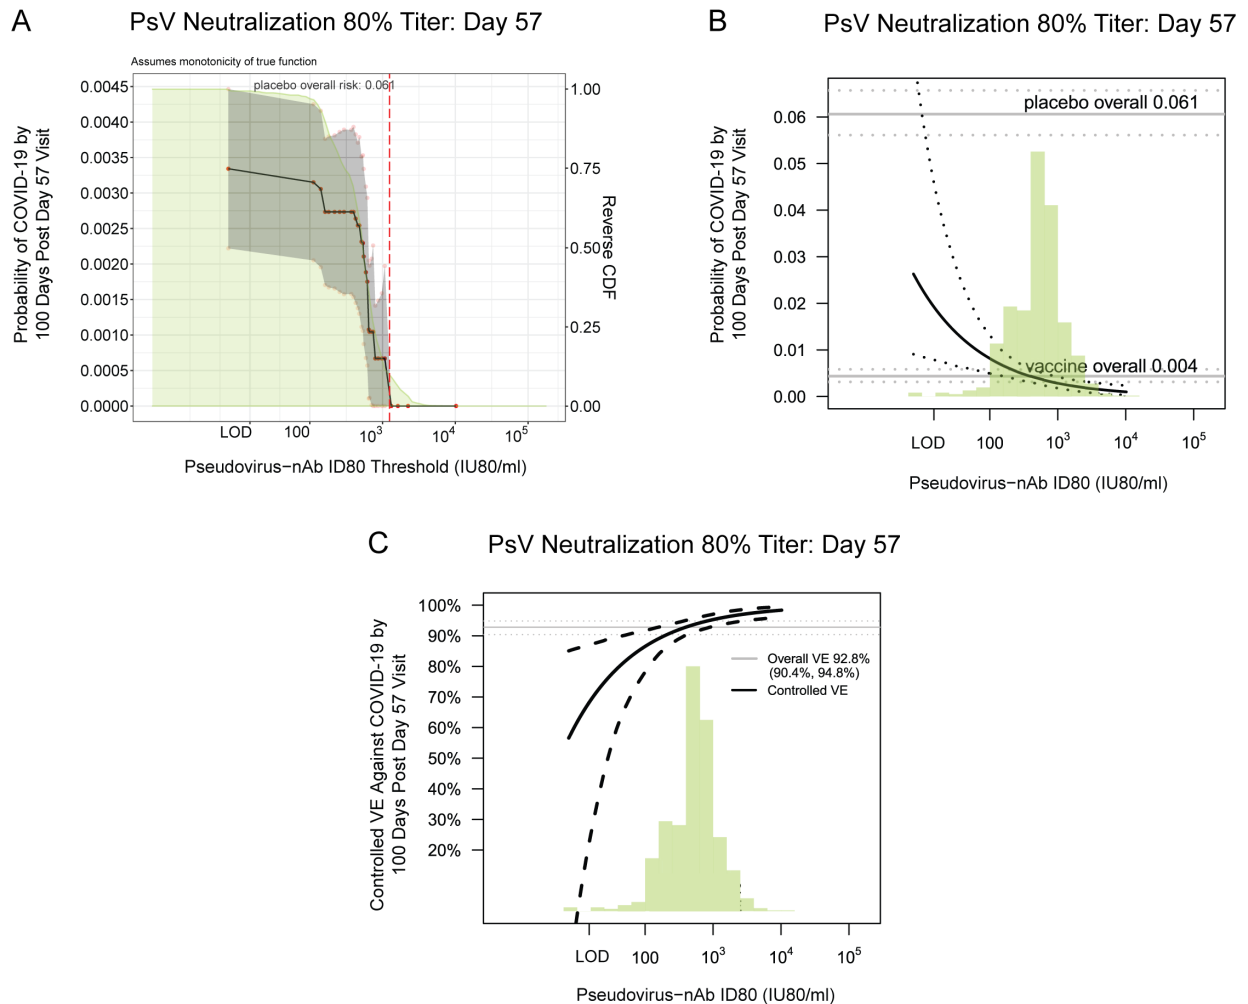 A
PsV Neutralization 80% Titer: Day 57
Assumes monotonicity of true function
placebo overall risk: 0.061
Probability of COVID−19 by
100 Days Post Day 57 Visit
0.0045
0.0040
0.0035
0.0030
0.0025
0.0020
0.0015
0.0010
0.0005
0.0000
1.00
0.75
0.50
0.25
0.00
Reverse CDF
LOD 100 10³ 10⁴ 10⁵
Pseudovirus−nAb ID80 Threshold (IU80/ml)
B
PsV Neutralization 80% Titer: Day 57
placebo overall 0.061
vaccine overall 0.004
Probability of COVID−19 by
100 Days Post Day 57 Visit
0.06
0.05
0.04
0.03
0.02
0.01
0.00
LOD 100 10³ 10⁴ 10⁵
Pseudovirus−nAb ID80 (IU80/ml)
C
PsV Neutralization 80% Titer: Day 57
Controlled VE Against COVID−19 by
100 Days Post Day 57 Visit
100%
90%
80%
70%
60%
50%
40%
30%
20%
Overall VE 92.8%
(90.4%, 94.8%)
Controlled VE
LOD 100 10³ 10⁴ 10⁵
Pseudovirus−nAb ID80 (IU80/ml)